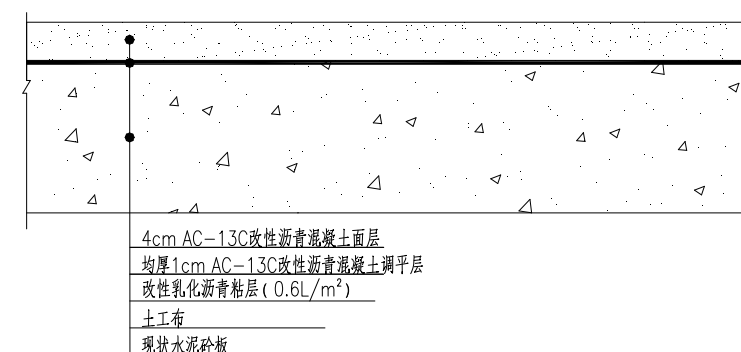 4cm AC-13C改性沥青混凝土面层
均厚1cm AC-13C改性沥青混凝土调平层
改性乳化沥青粘层(0.6L/m²)
土工布
现状水泥砼板